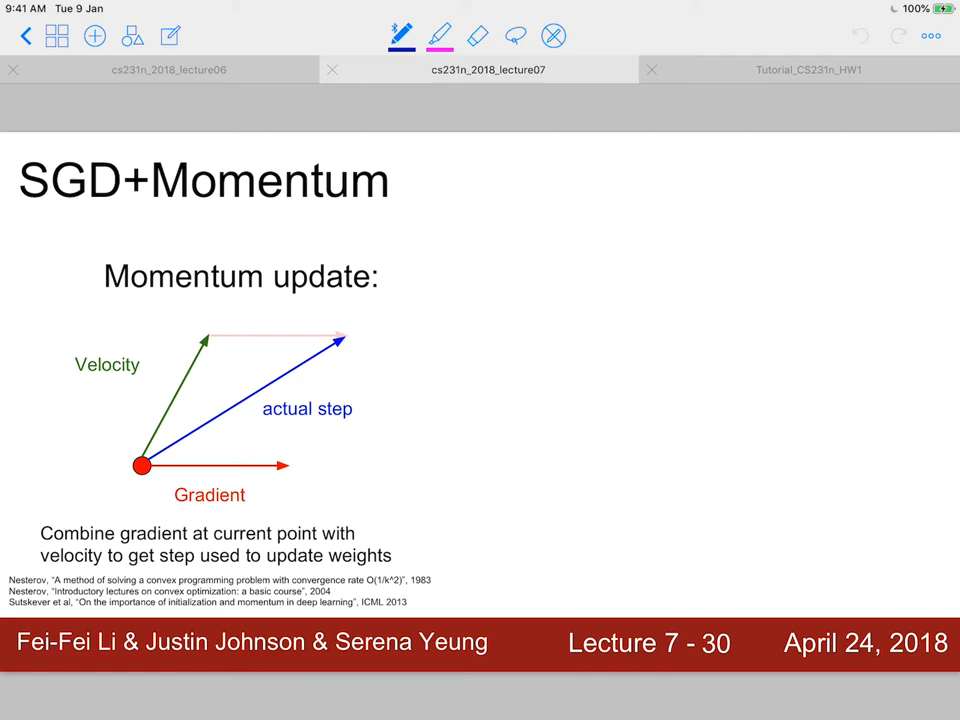 9:41 AM Tue 9 Jan
100%
cs231n_2018_lecture06
cs231n_2018_lecture07
Tutorial_CS231n_HW1
SGD+Momentum
Momentum update:
Velocity
actual step
Gradient
Combine gradient at current point with
velocity to get step used to update weights
Nesterov, “A method of solving a convex programming problem with convergence rate O(1/k^2)”, 1983
Nesterov, “Introductory lectures on convex optimization: a basic course”, 2004
Sutskever et al, “On the importance of initialization and momentum in deep learning”, ICML 2013
Fei-Fei Li & Justin Johnson & Serena Yeung
Lecture 7 - 30
April 24, 2018